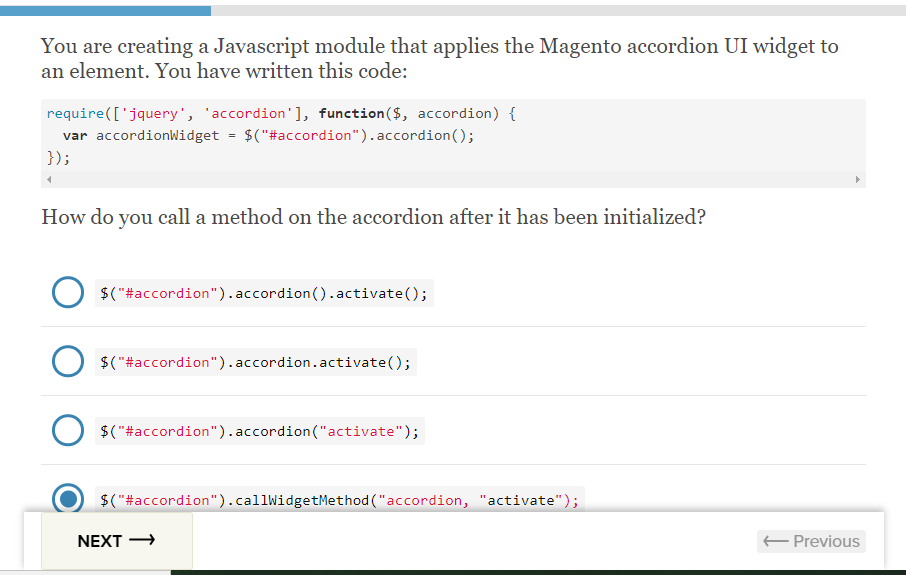 You are creating a Javascript module that applies the Magento accordion UI widget to
an element. You have written this code:
require(['jquery', 'accordion'], function($, accordion) {
  var accordionWidget = $("#accordion").accordion();
});
How do you call a method on the accordion after it has been initialized?
$("#accordion").accordion().activate();
$("#accordion").accordion.activate();
$("#accordion").accordion("activate");
$("#accordion").callWidgetMethod("accordion, "activate");
NEXT ⟶
⟵ Previous